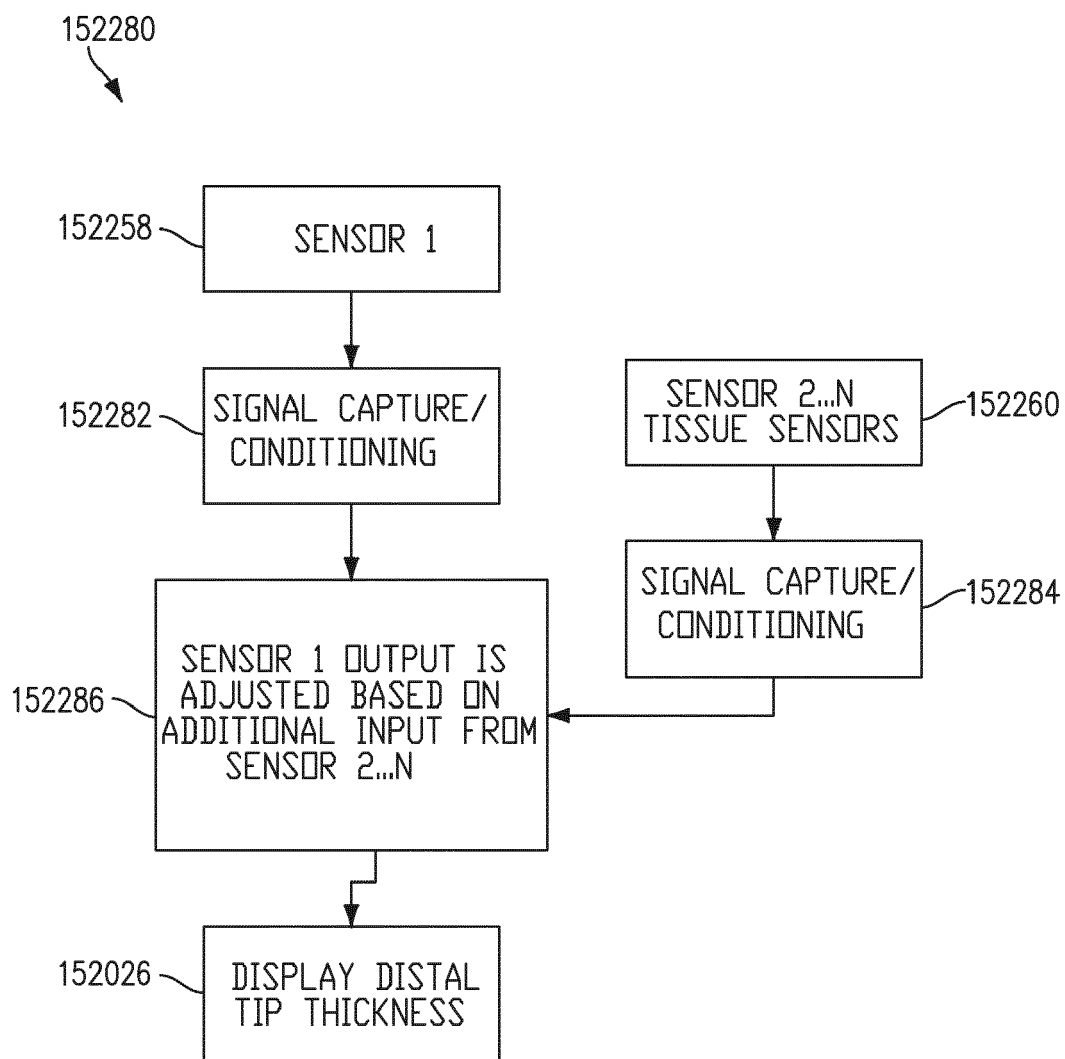 152280
152258
SENSOR 1
152282
SIGNAL CAPTURE/
CONDITIONING
SENSOR 2...N
TISSUE SENSORS
152260
SIGNAL CAPTURE/
CONDITIONING
152284
152286
SENSOR 1 OUTPUT IS
ADJUSTED BASED ON
ADDITIONAL INPUT FROM
SENSOR 2...N
152026
DISPLAY DISTAL
TIP THICKNESS